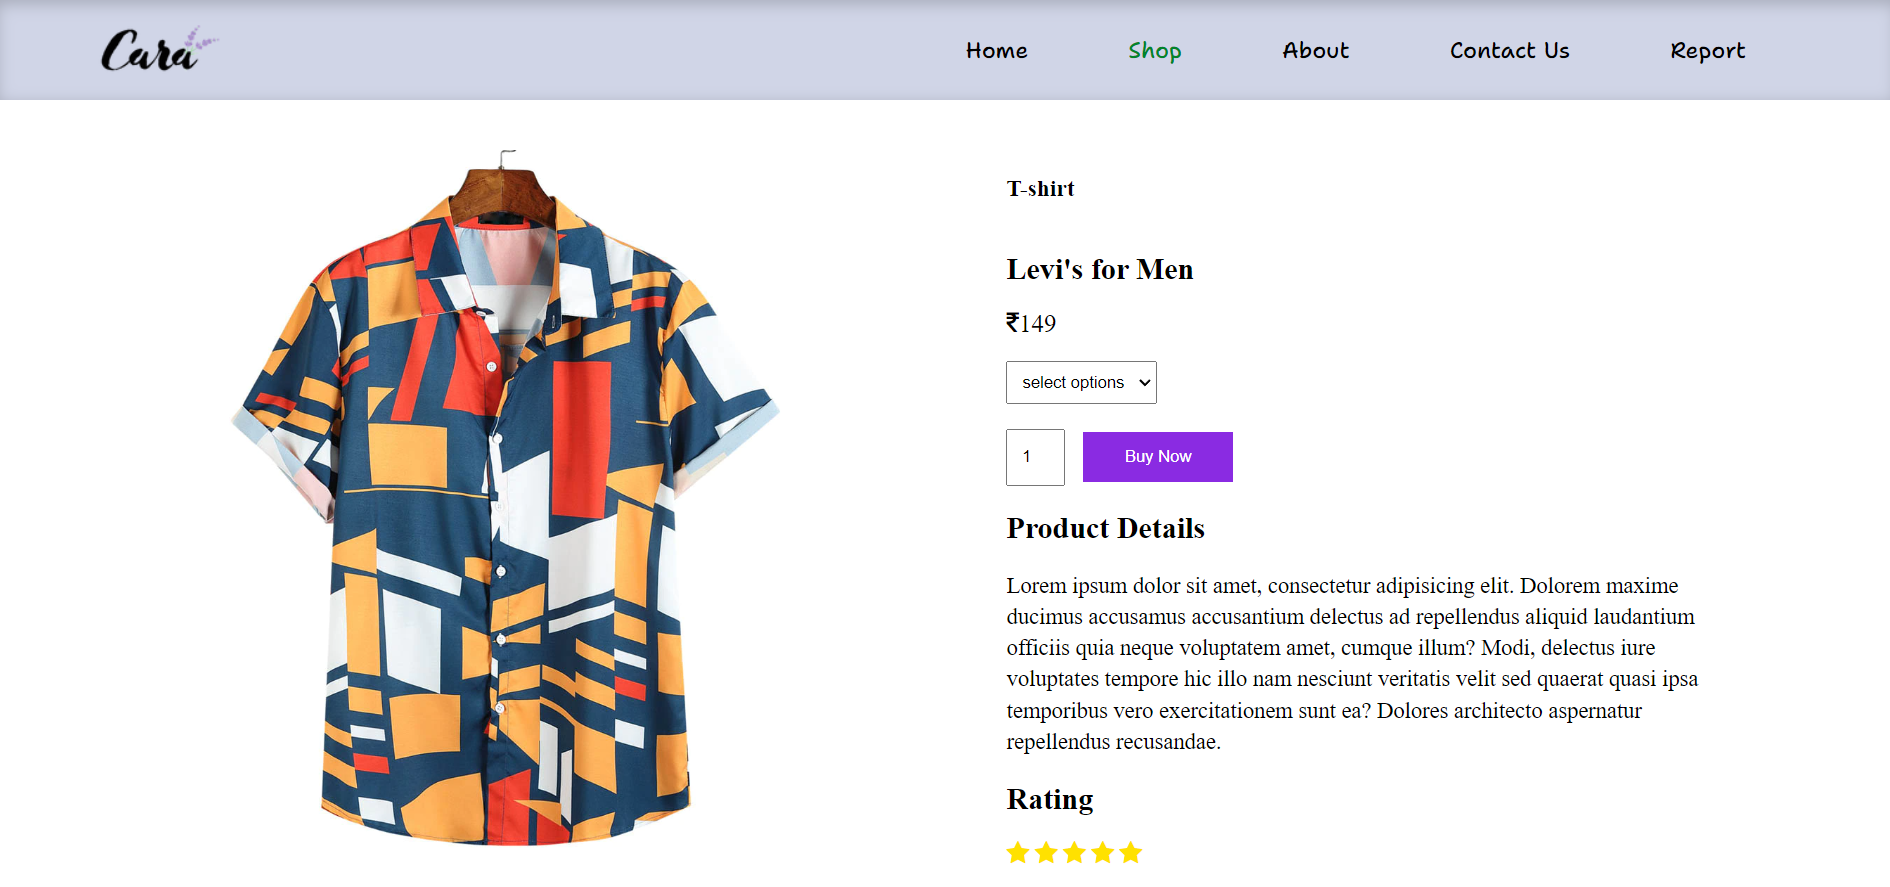 Cara
Home Shop About Contact Us Report
T-shirt
Levi's for Men
₹149
select options
1
Buy Now
Product Details
Lorem ipsum dolor sit amet, consectetur adipisicing elit. Dolorem maxime
ducimus accusamus accusantium delectus ad repellendus aliquid laudantium
officiis quia neque voluptatem amet, cumque illum? Modi, delectus iure
voluptates tempore hic illo nam nesciunt veritatis velit sed quaerat quasi ipsa
temporibus vero exercitationem sunt ea? Dolores architecto aspernatur
repellendus recusandae.
Rating